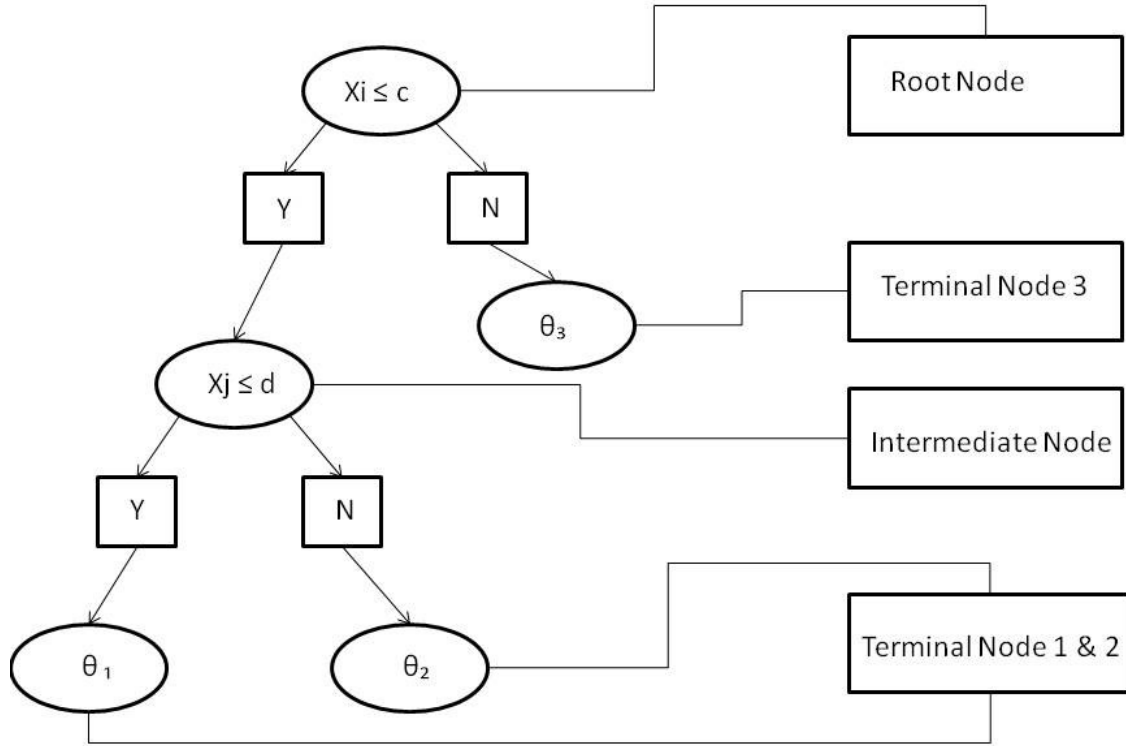 Xi ≤ c
Root Node
Y
N
θ₃
Terminal Node 3
Xj ≤ d
Intermediate Node
Y
N
θ₁
θ₂
Terminal Node 1 & 2